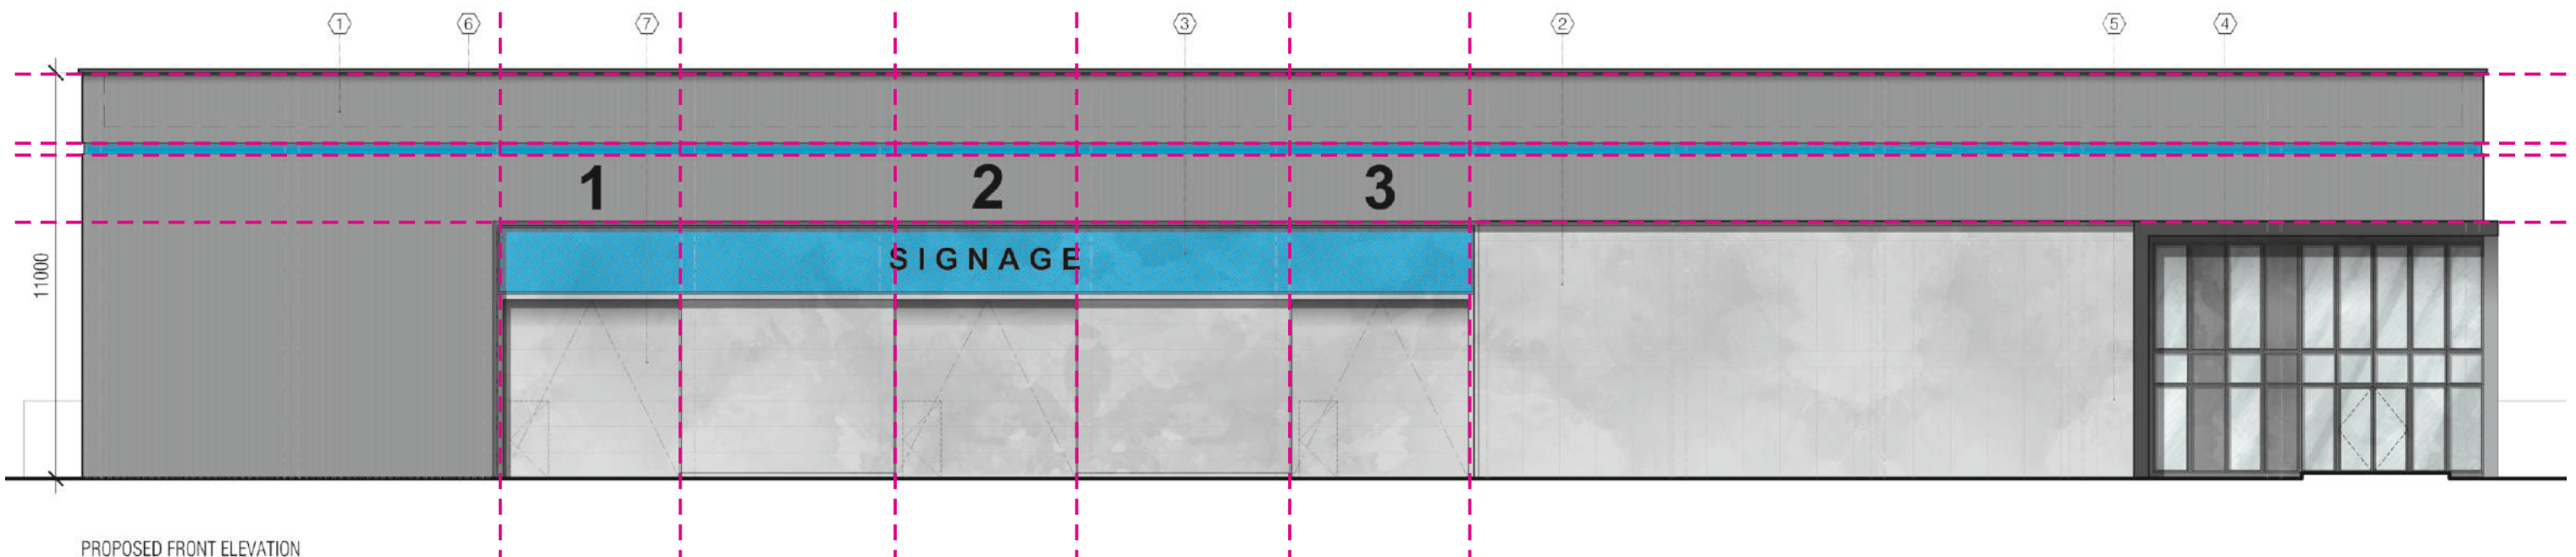 1 6 7 3 2 5 4
1 2 3
SIGNAGE
11000
PROPOSED FRONT ELEVATION